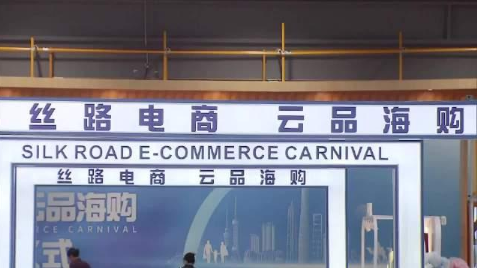 丝路电商 云品海购
SILK ROAD E-COMMERCE CARNIVAL
丝路电商 云品海购
品海购
CE CARNIVAL
式